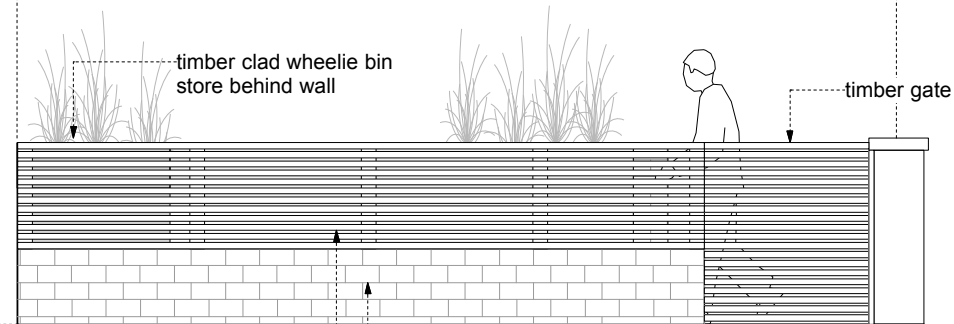 timber clad wheelie bin
store behind wall
timber gate